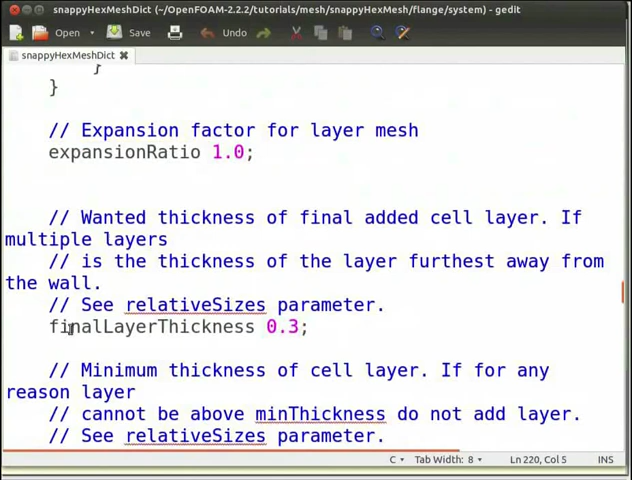 snappyHexMeshDict (~/OpenFOAM-2.2.2/tutorials/mesh/snappyHexMesh/flange/system) - gedit
Open Save Undo
snappyHexMeshDict
}
}
// Expansion factor for layer mesh
expansionRatio 1.0;
// Wanted thickness of final added cell layer. If
multiple layers
// is the thickness of the layer furthest away from
the wall.
// See relativeSizes parameter.
finalLayerThickness 0.3;
// Minimum thickness of cell layer. If for any
reason layer
// cannot be above minThickness do not add layer.
// See relativeSizes parameter.
C Tab Width: 8 Ln 220, Col 5 INS